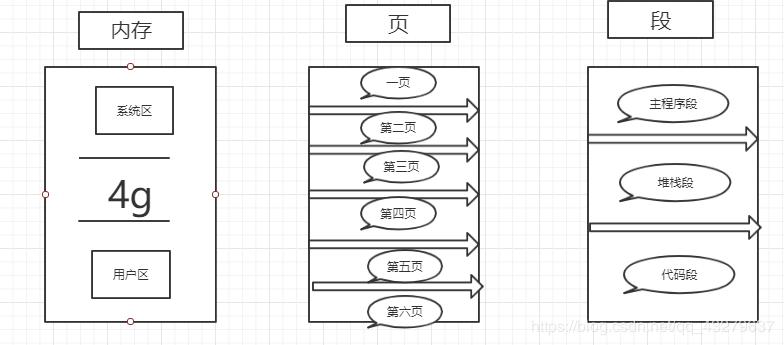 内存
页
段
系统区
4g
用户区
一页
第二页
第三页
第四页
第五页
第六页
主程序段
堆栈段
代码段
https://blog.csdn.net/qq_49279637